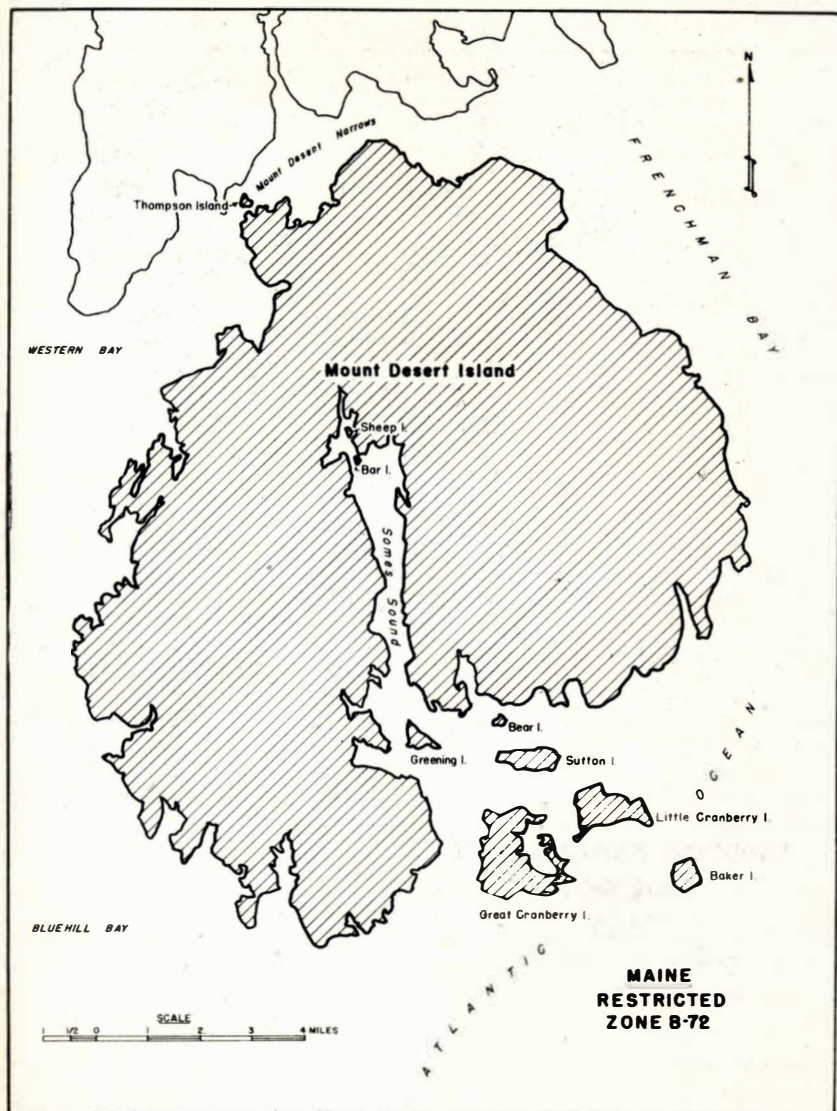 N
Mount Desert Narrows
FRENCHMAN BAY
Thompson Island
WESTERN BAY
Mount Desert Island
Sheep I.
Bar I.
Somes Sound
Bear I.
Greening I.
Sutton I.
Little Cranberry I.
Baker I.
Great Cranberry I.
BLUEHILL BAY
ATLANTIC OCEAN
MAINE
RESTRICTED
ZONE B-72
SCALE
1 1/2 0 1 2 3 4 MILES